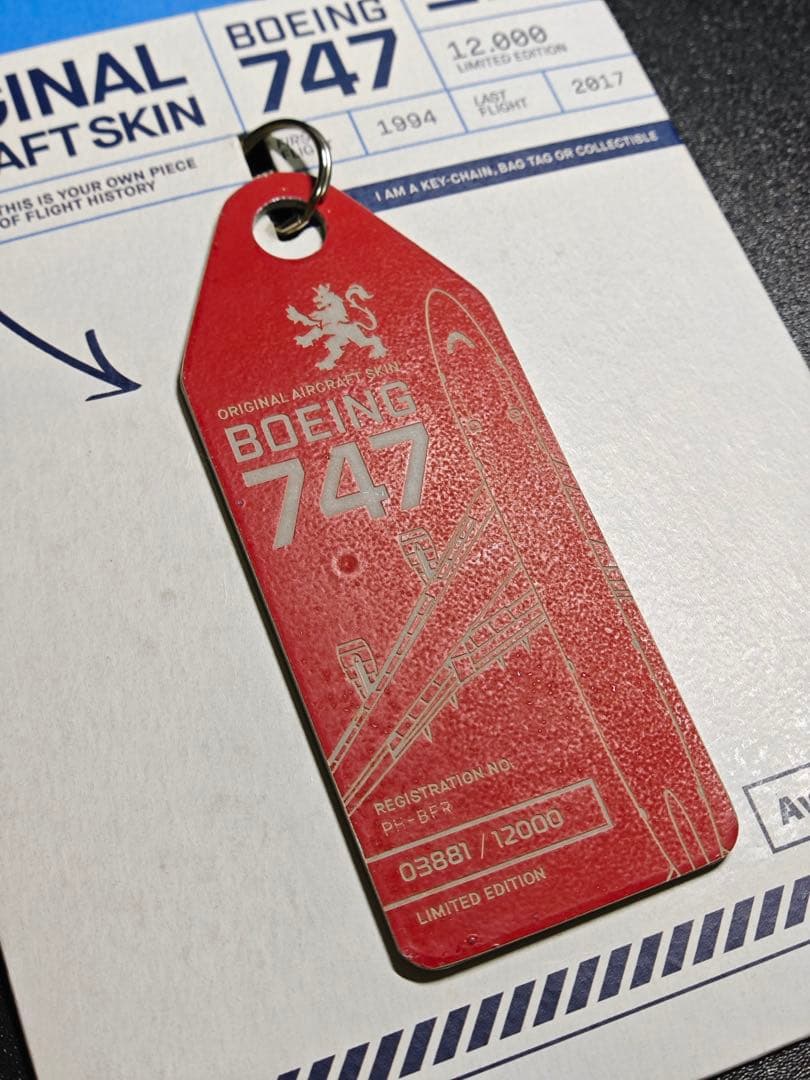 GINAL
AFT SKIN
THIS IS YOUR OWN PIECE
OF FLIGHT HISTORY
BOEING
747
12.000
LIMITED EDITION
1994
LAST
FLIGHT
2017
I AM A KEY-CHAIN, BAG TAG OR COLLECTIBLE
ORIGINAL AIRCRAFT SKIN
BOEING
747
REGISTRATION NO.
PH-BFR
03881 / 12000
LIMITED EDITION